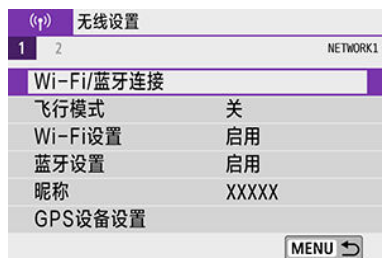 无线设置
1 2 NETWORK1
Wi-Fi/蓝牙连接
飞行模式 关
Wi-Fi设置 启用
蓝牙设置 启用
昵称 XXXXX
GPS设备设置
MENU